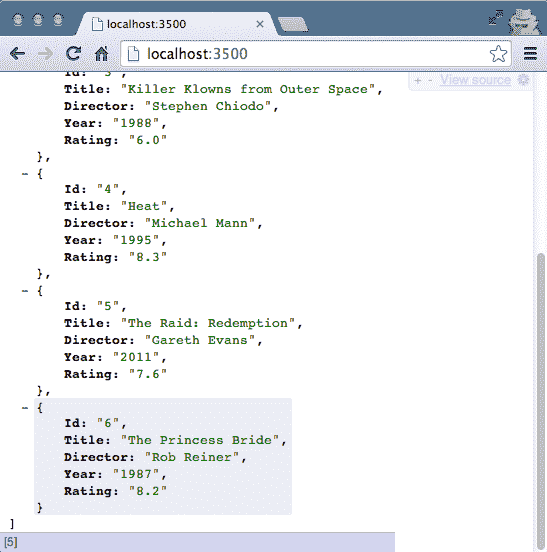 localhost:3500
localhost:3500
+ - View source
Id: "3",
Title: "Killer Klowns from Outer Space",
Director: "Stephen Chiodo",
Year: "1988",
Rating: "6.0"
},
- {
Id: "4",
Title: "Heat",
Director: "Michael Mann",
Year: "1995",
Rating: "8.3"
},
- {
Id: "5",
Title: "The Raid: Redemption",
Director: "Gareth Evans",
Year: "2011",
Rating: "7.6"
},
- {
Id: "6",
Title: "The Princess Bride",
Director: "Rob Reiner",
Year: "1987",
Rating: "8.2"
}
]
[5]